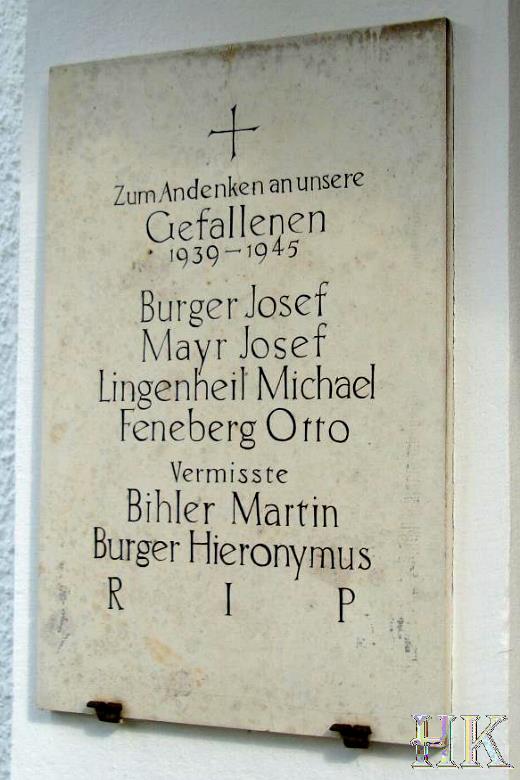 Zum Andenken an unsere
Gefallenen
1939 – 1945
Burger Josef
Mayr Josef
Lingenheil Michael
Feneberg Otto
Vermisste
Bihler Martin
Burger Hieronymus
R I P
HK